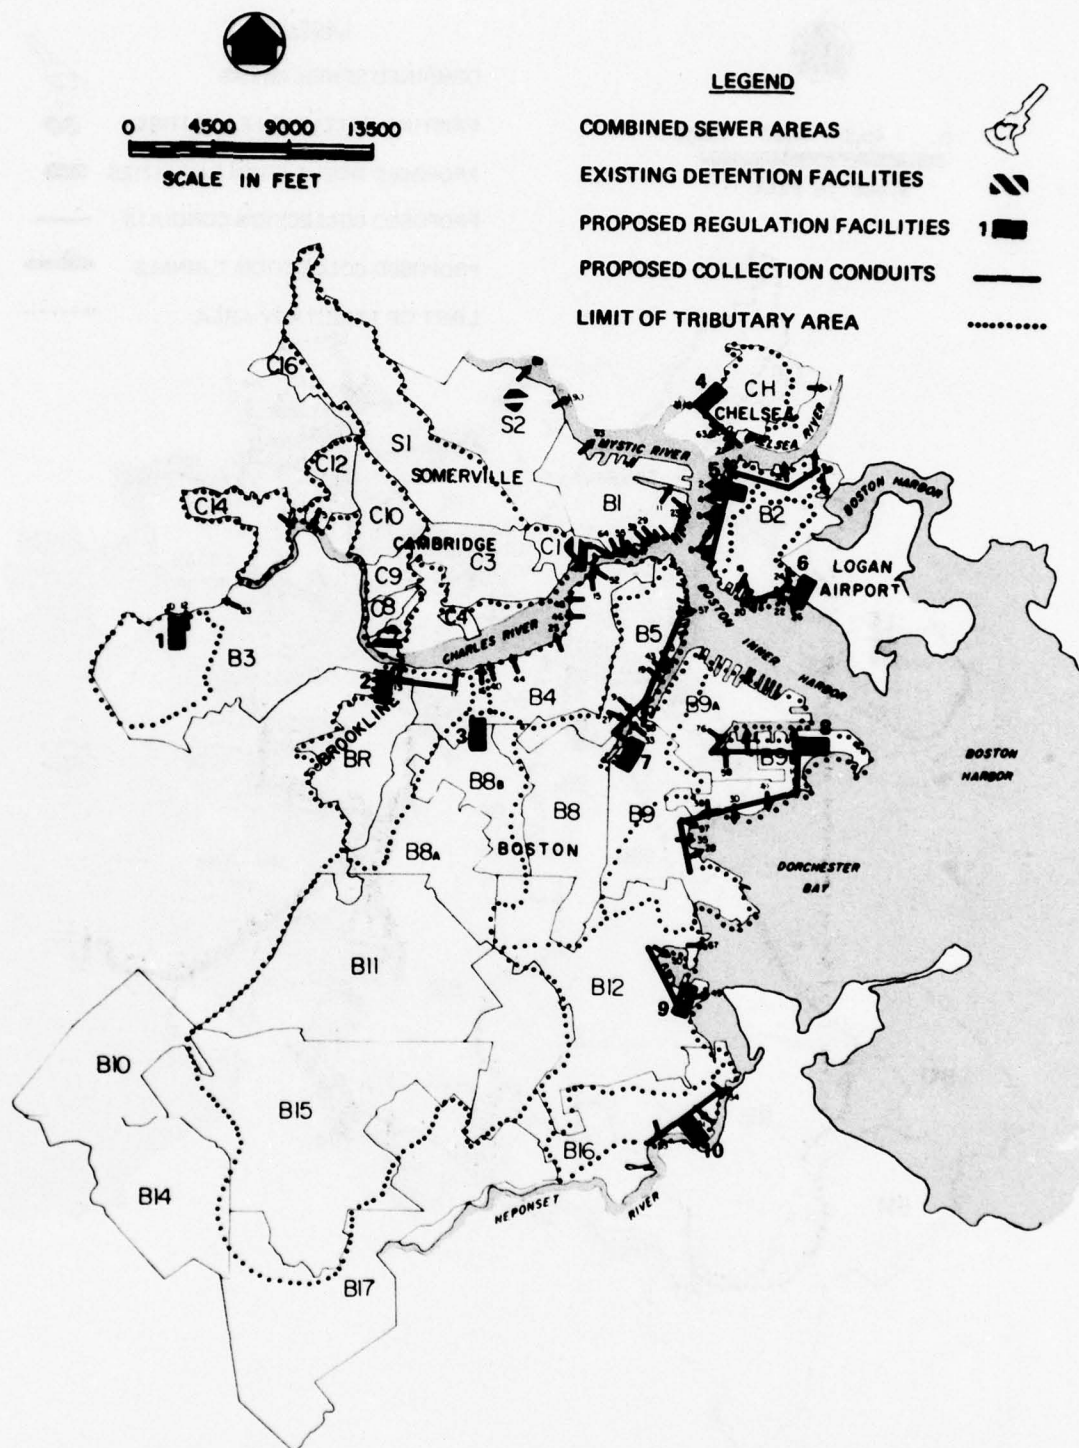 LEGEND
COMBINED SEWER AREAS C7
EXISTING DETENTION FACILITIES
PROPOSED REGULATION FACILITIES 1
PROPOSED COLLECTION CONDUITS
LIMIT OF TRIBUTARY AREA
0 4500 9000 13500
SCALE IN FEET
C16
S1
S2
SOMERVILLE
MYSTIC RIVER
4
CH
CHELSEA
RIVER
C12
C14
C10
CAMBRIDGE
C3
C1
B1
5
B2
BOSTON HARBOR
C9
C8
C4
CHARLES RIVER
6
LOGAN
AIRPORT
1
B3
2
B4
B5
BOSTON INNER HARBOR
BROOKLINE
BR
3
B8B
B8
7
B9A
B9
8
BOSTON
HARBOR
B8A
BOSTON
B9
DORCHESTER
BAY
B11
B12
9
B10
B15
B16
10
B14
NEPONSET RIVER
B17